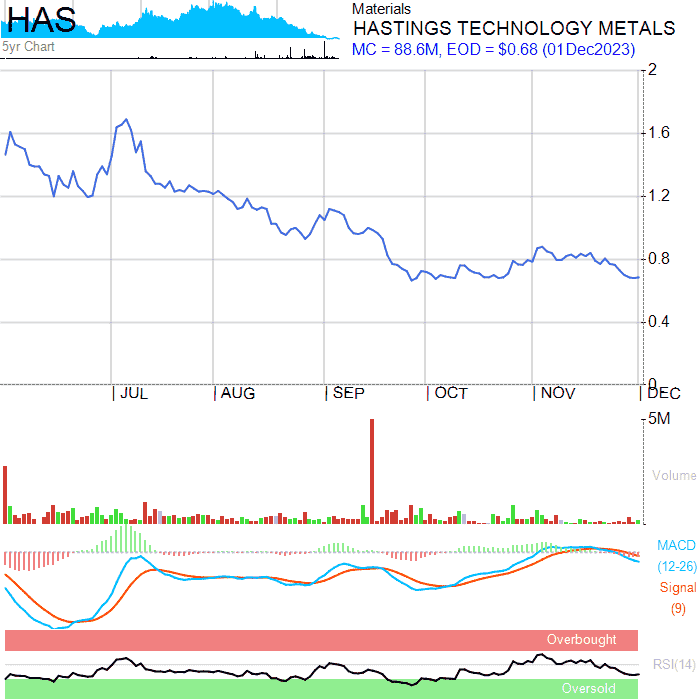 HAS
5yr Chart
Materials
HASTINGS TECHNOLOGY METALS
MC = 88.6M, EOD = $0.68 (01Dec2023)
2
1.6
1.2
0.8
0.4
0
JUL AUG SEP OCT NOV DEC
5M
Volume
MACD
(12-26)
Signal
(9)
Overbought
RSI(14)
Oversold